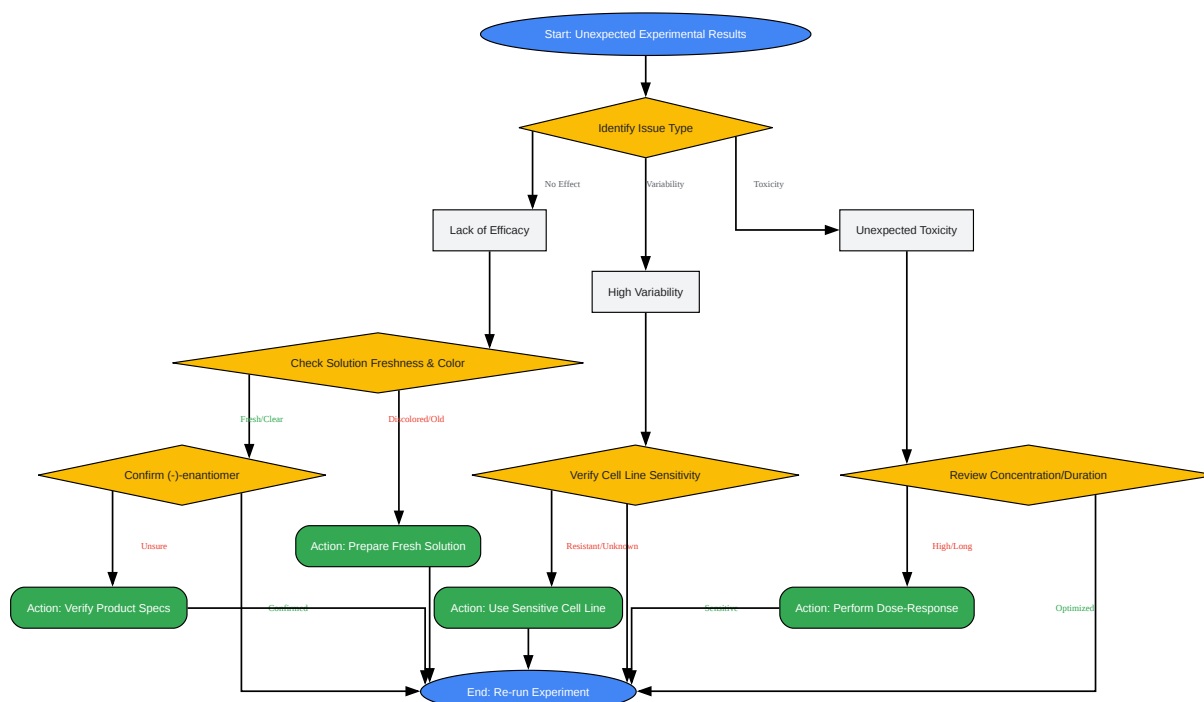 Start: Unexpected Experimental Results
Identify Issue Type
No Effect
Variability
Toxicity
Lack of Efficacy
Unexpected Toxicity
High Variability
Check Solution Freshness & Color
Fresh/Clear
Discolored/Old
Confirm (-)-enantiomer
Verify Cell Line Sensitivity
Review Concentration/Duration
Unsure
Action: Prepare Fresh Solution
Resistant/Unknown
High/Long
Action: Verify Product Specs
Confirmed
Action: Use Sensitive Cell Line
Sensitive
Action: Perform Dose-Response
Optimized
End: Re-run Experiment